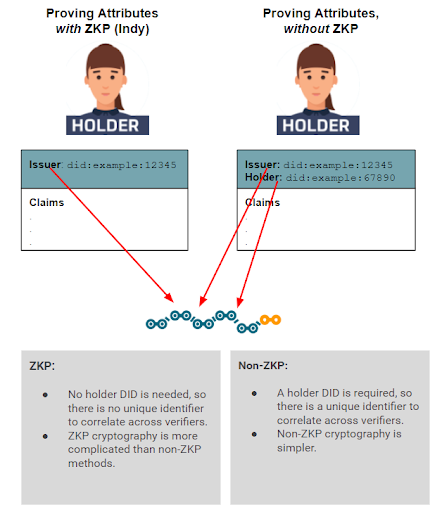 Proving Attributes
with ZKP (Indy)
HOLDER
Issuer: did:example:12345
Claims
.
.
.
Proving Attributes,
without ZKP
HOLDER
Issuer: did:example:12345
Holder: did:example:67890
Claims
.
.
.
ZKP:
● No holder DID is needed, so
there is no unique identifier
to correlate across verifiers.
● ZKP cryptography is more
complicated than non-ZKP
methods.
Non-ZKP:
● A holder DID is required, so
there is a unique identifier to
correlate across verifiers.
● Non-ZKP cryptography is
simpler.